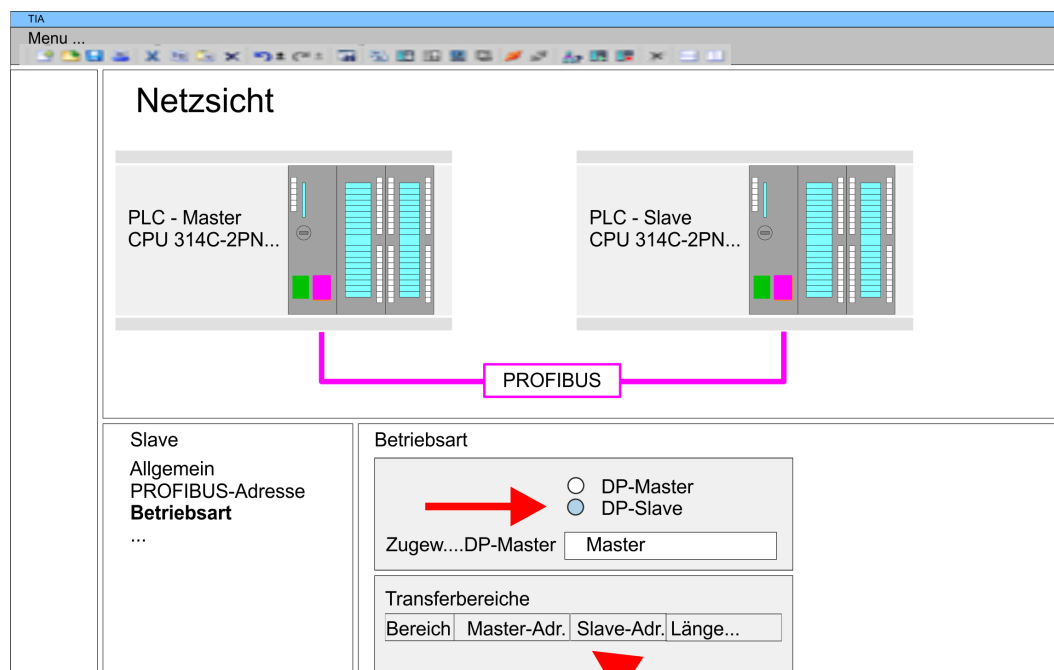 TIA
Menu ...
Netzsicht
PLC - Master
CPU 314C-2PN...
PLC - Slave
CPU 314C-2PN...
PROFIBUS
Slave
Allgemein
PROFIBUS-Adresse
Betriebsart
...
Betriebsart
DP-Master
DP-Slave
Zugew....DP-Master Master
Transferbereiche
Bereich Master-Adr. Slave-Adr. Länge...